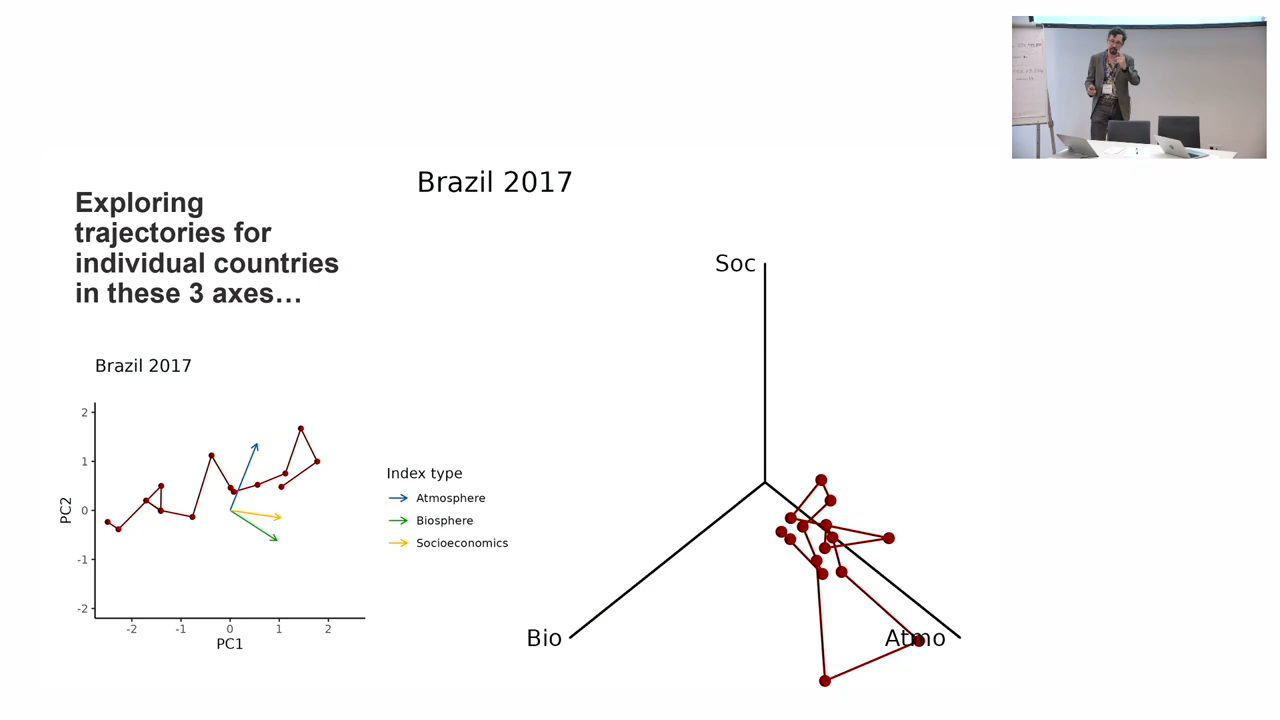 Brazil 2017
Exploring
trajectories for
individual countries
in these 3 axes…
Soc
Brazil 2017
2
1
0
-1
-2
PC2
-2
-1
0
1
2
PC1
Index type
Atmosphere
Biosphere
Socioeconomics
Bio
Atmo